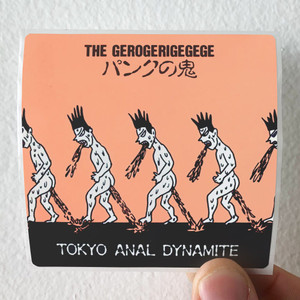 THE GEROGERIGEGEGE
パンクの鬼
TOKYO ANAL DYNAMITE